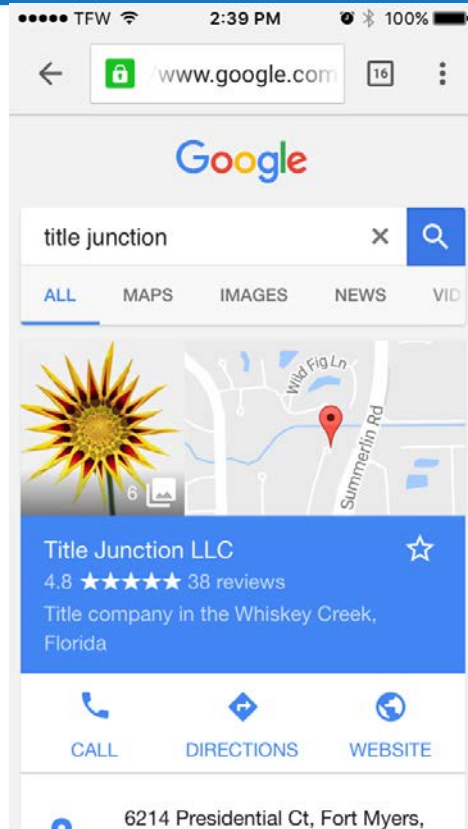 TFW 2:39 PM 100%
/www.google.com 16
Google
title junction
ALL MAPS IMAGES NEWS VID
Wild Fig Ln
Summerlin Rd
6
Title Junction LLC
4.8 ★★★★★ 38 reviews
Title company in the Whiskey Creek,
Florida
CALL DIRECTIONS WEBSITE
6214 Presidential Ct, Fort Myers,